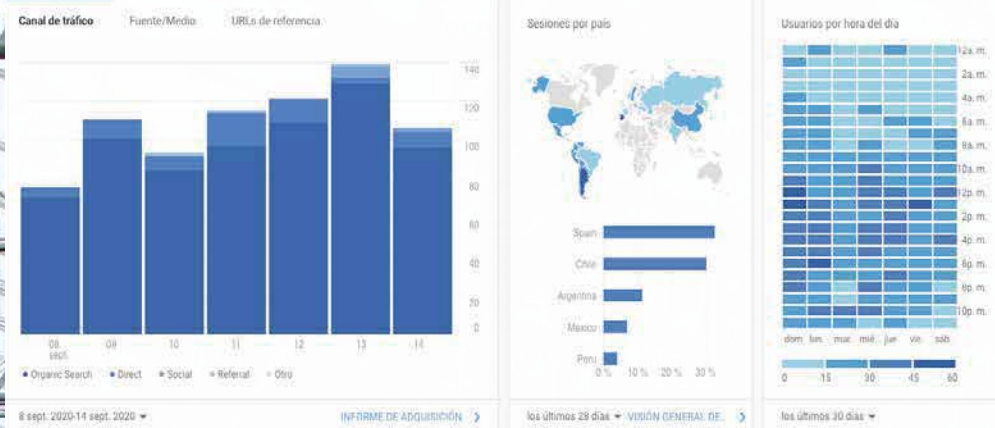 Canal de tráfico
Fuente/Medio
URLs de referencia
140
120
100
80
60
40
20
0
08
sept.
09
10
11
12
13
14
Organic Search
Direct
Social
Referral
Otro
8 sept. 2020-14 sept. 2020
INFORME DE ADQUISICIÓN
Sesiones por país
Spain
Chile
Argentina
Mexico
Peru
0 %
10 %
20 %
30 %
los últimos 28 días
VISIÓN GENERAL DE...
Usuarios por hora del día
12a. m.
2a. m.
4a. m.
6a. m.
8a. m.
10a. m.
12p. m.
2p. m.
4p. m.
6p. m.
8p. m.
10p. m.
dom.
lun.
mar.
mié.
jue.
vie.
sáb.
0
15
30
45
60
los últimos 30 días